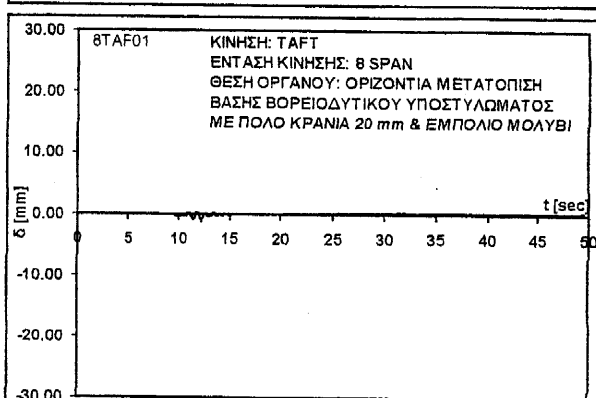 30.00
8TAF01
ΚΙΝΗΣΗ: TAFT
ΕΝΤΑΣΗ ΚΙΝΗΣΗΣ: 8 SPAN
ΘΕΣΗ ΟΡΓΑΝΟΥ: ΟΡΙΖΟΝΤΙΑ ΜΕΤΑΤΟΠΙΣΗ
ΒΑΣΗΣ ΒΟΡΕΙΟΔΥΤΙΚΟΥ ΥΠΟΣΤΥΛΩΜΑΤΟΣ
ΜΕ ΠΟΛΟ ΚΡΑΝΙΑ 20 mm & ΕΜΠΟΛΙΟ ΜΟΛΥΒΙ
20.00
10.00
δ [mm]
0.00
t [sec]
0 5 10 15 20 25 30 35 40 45 50
-10.00
-20.00
-30.00